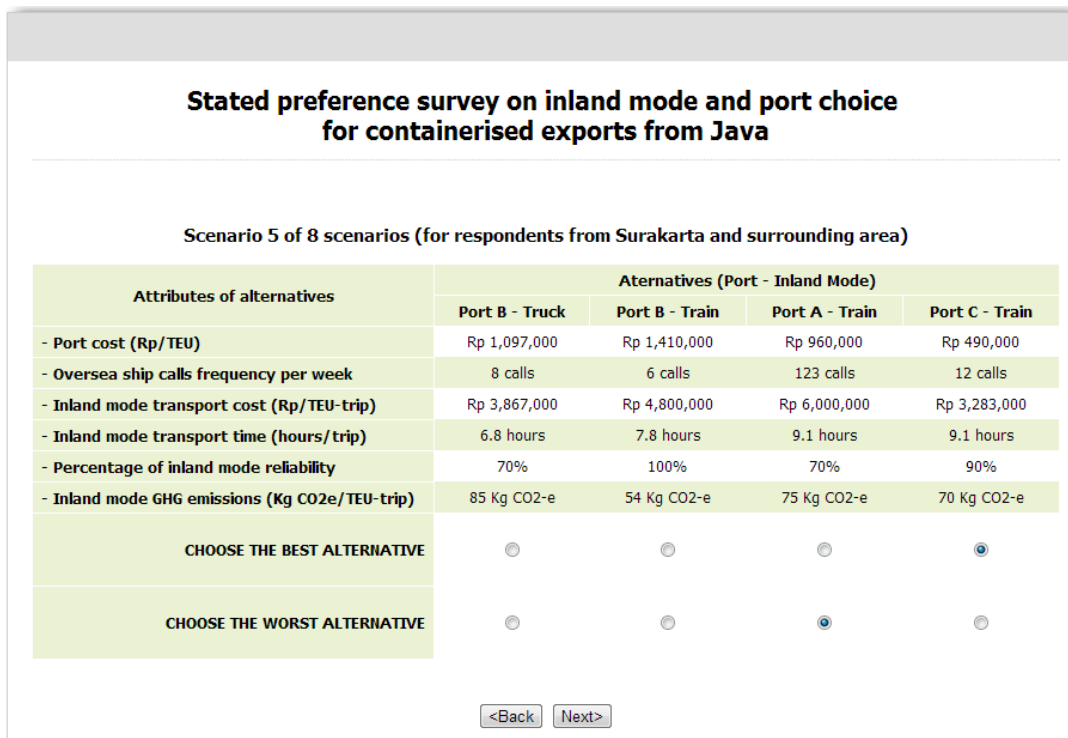 Stated preference survey on inland mode and port choice
for containerised exports from Java
Scenario 5 of 8 scenarios (for respondents from Surakarta and surrounding area)
Attributes of alternatives
Aternatives (Port - Inland Mode)
Port B - Truck Port B - Train Port A - Train Port C - Train
- Port cost (Rp/TEU) Rp 1,097,000 Rp 1,410,000 Rp 960,000 Rp 490,000
- Oversea ship calls frequency per week 8 calls 6 calls 123 calls 12 calls
- Inland mode transport cost (Rp/TEU-trip) Rp 3,867,000 Rp 4,800,000 Rp 6,000,000 Rp 3,283,000
- Inland mode transport time (hours/trip) 6.8 hours 7.8 hours 9.1 hours 9.1 hours
- Percentage of inland mode reliability 70% 100% 70% 90%
- Inland mode GHG emissions (Kg CO2e/TEU-trip) 85 Kg CO2-e 54 Kg CO2-e 75 Kg CO2-e 70 Kg CO2-e
CHOOSE THE BEST ALTERNATIVE
CHOOSE THE WORST ALTERNATIVE
<Back Next>